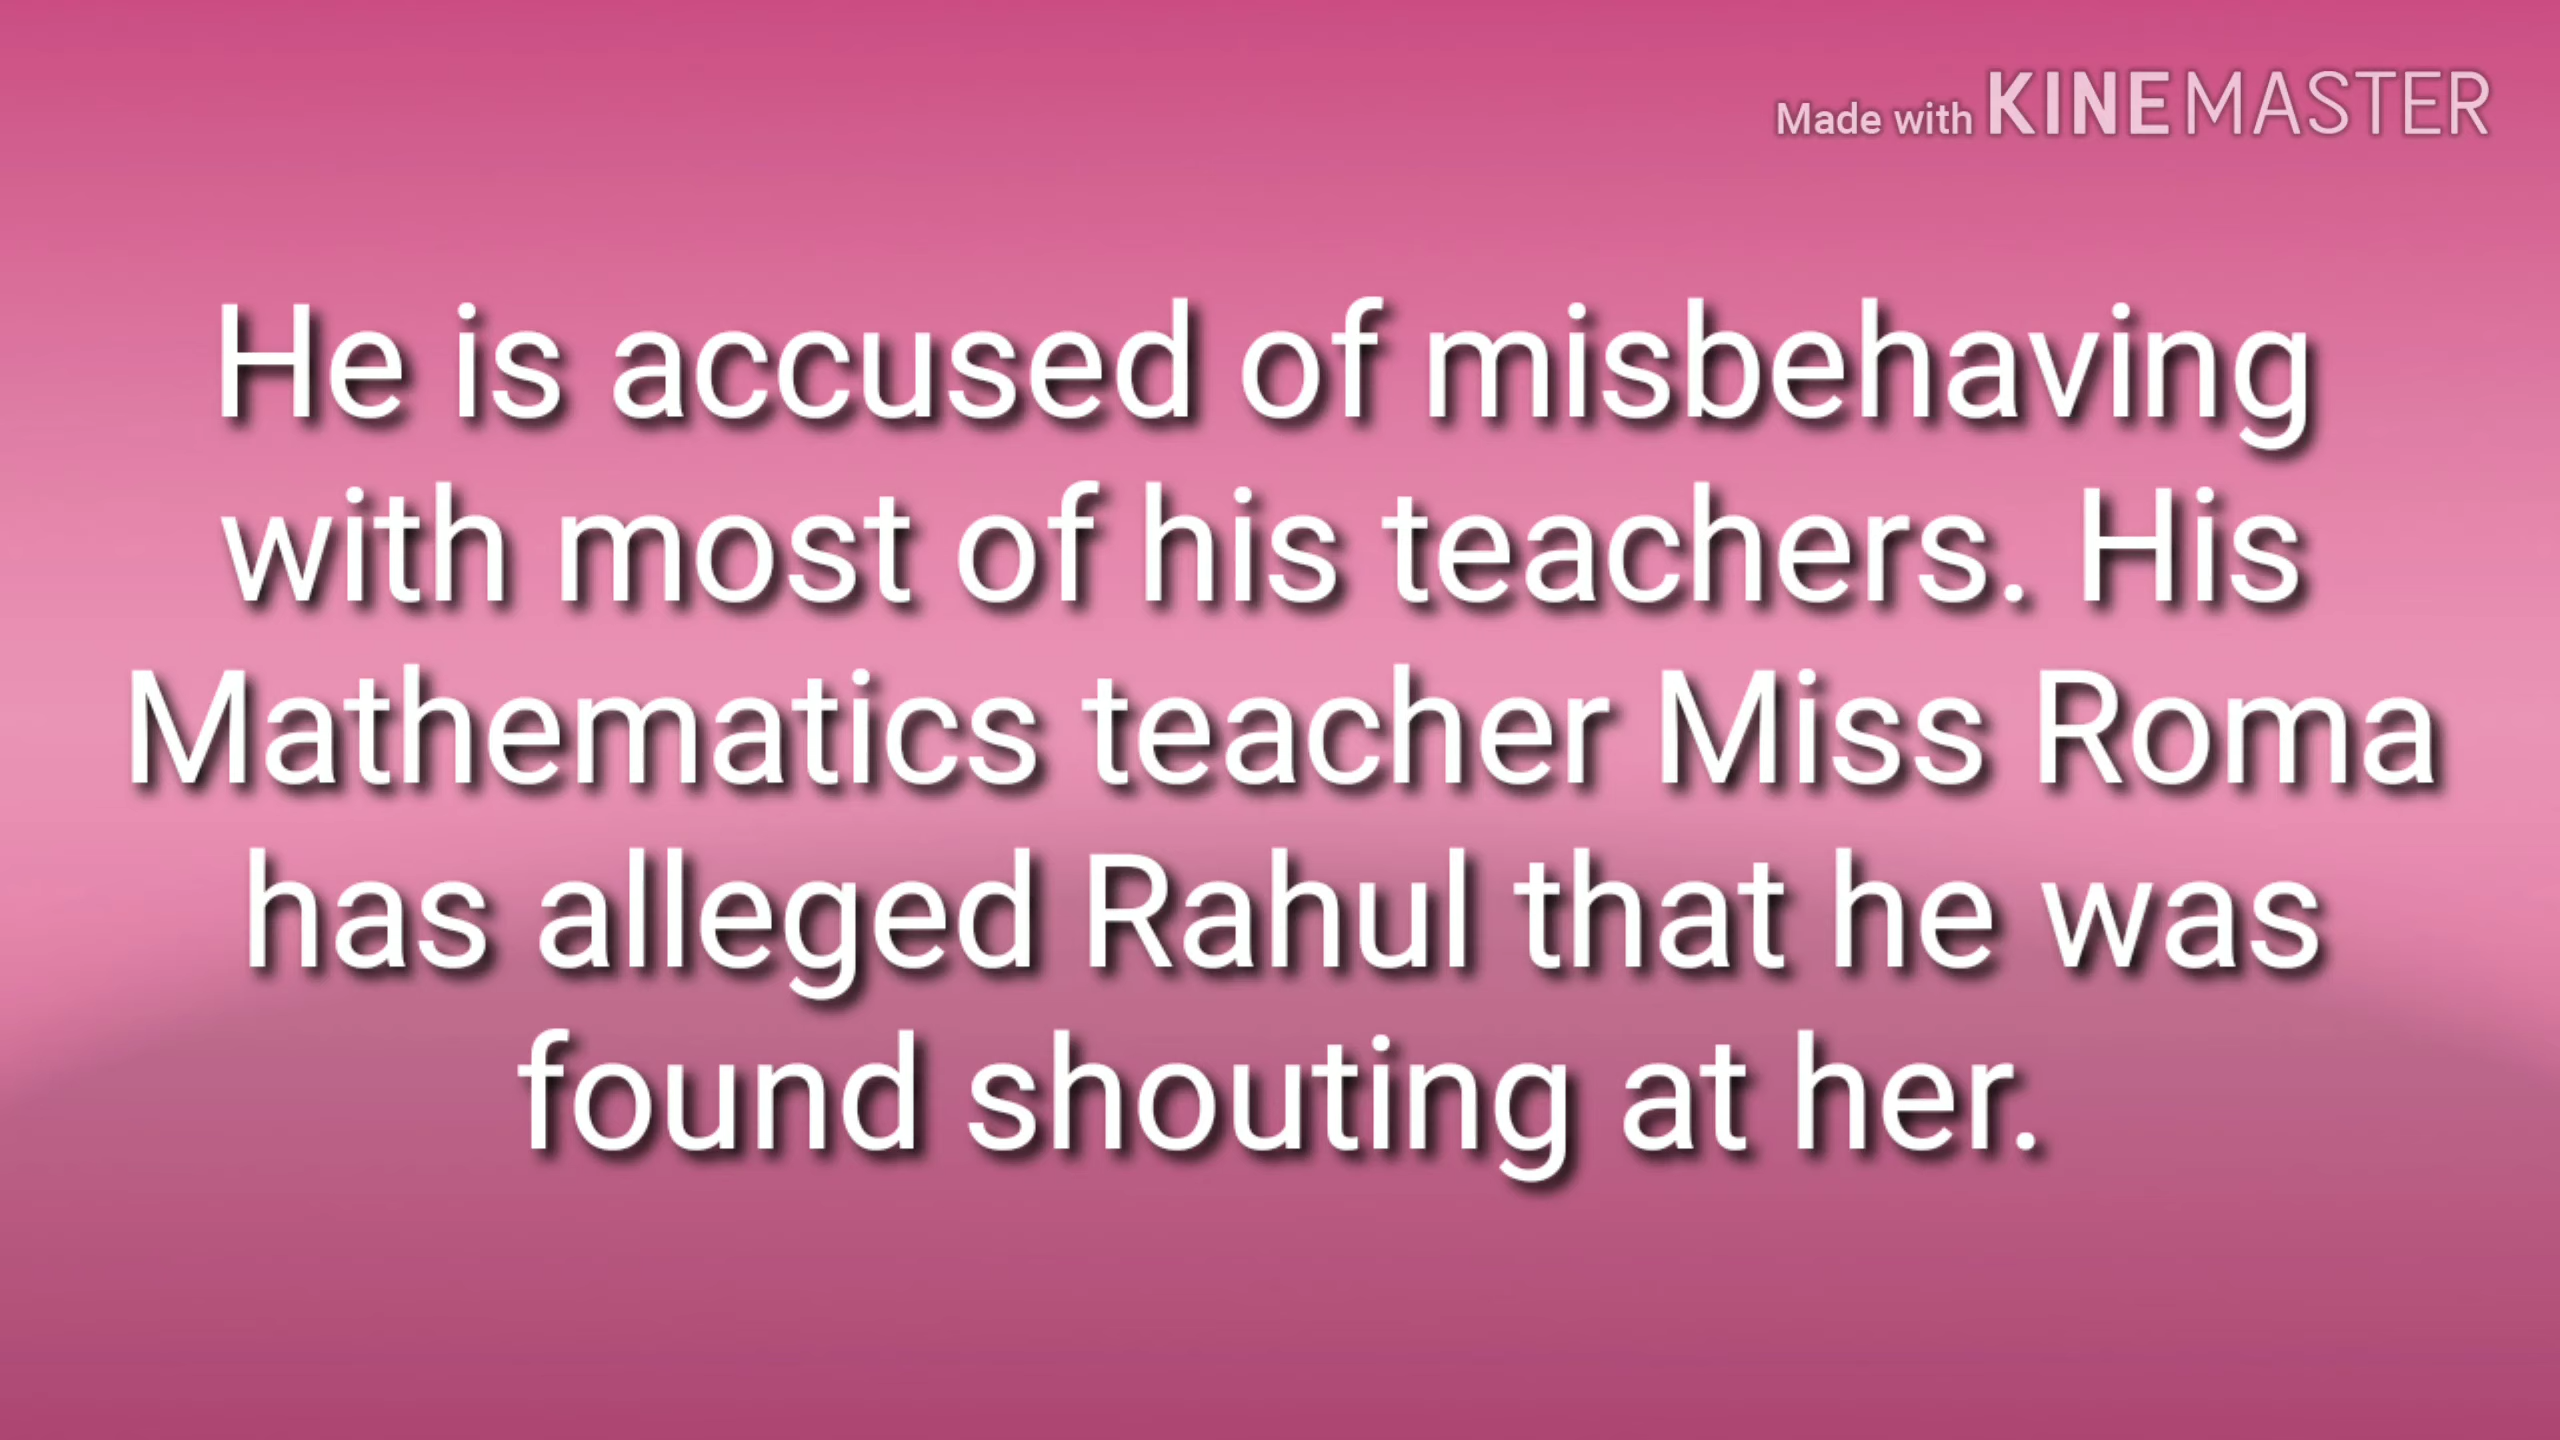 Made with KINEMASTER
He is accused of misbehaving
with most of his teachers. His
Mathematics teacher Miss Roma
has alleged Rahul that he was
found shouting at her.